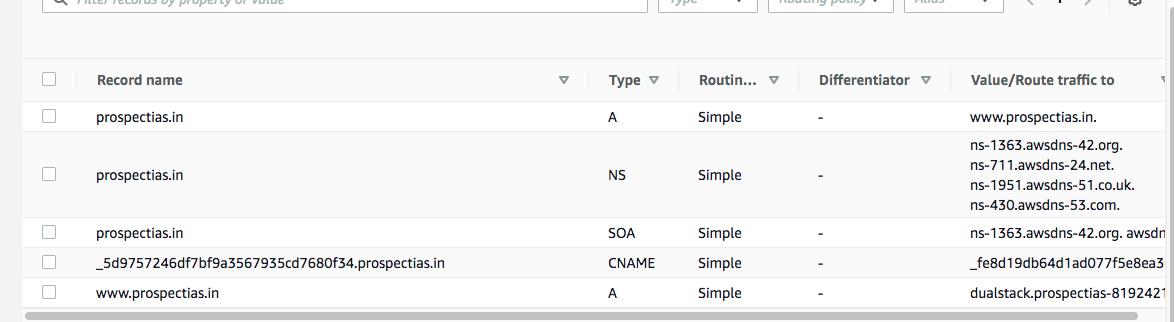 Filter records by property or value Type Routing policy Alias 1
Record name Type Routin... Differentiator Value/Route traffic to
prospectias.in A Simple - www.prospectias.in.
ns-1363.awsdns-42.org.
ns-711.awsdns-24.net.
prospectias.in NS Simple -
ns-1951.awsdns-51.co.uk.
ns-430.awsdns-53.com.
prospectias.in SOA Simple - ns-1363.awsdns-42.org. awsdn
_5d9757246df7bf9a3567935cd7680f34.prospectias.in CNAME Simple - _fe8d19db64d1ad077f5e8ea3
www.prospectias.in A Simple - dualstack.prospectias-8192421